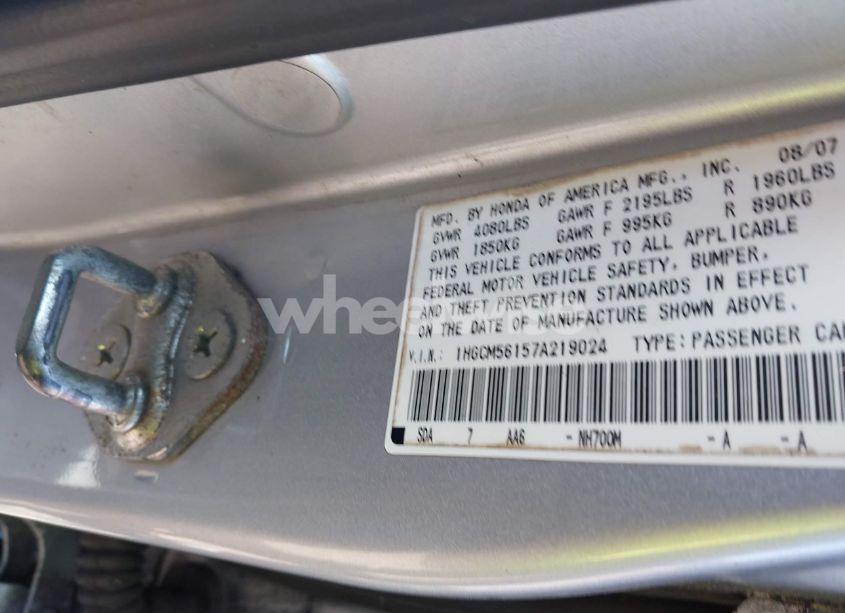 MFD. BY HONDA OF AMERICA MFG., INC. 08/07
GVWR 4080LBS GAWR F 2195LBS R 1960LBS
GVWR 1850KG GAWR F 995KG R 890KG
THIS VEHICLE CONFORMS TO ALL APPLICABLE
FEDERAL MOTOR VEHICLE SAFETY, BUMPER,
AND THEFT PREVENTION STANDARDS IN EFFECT
ON THE DATE OF MANUFACTURE SHOWN ABOVE.
V.I.N.: 1HGCM56157A219024 TYPE: PASSENGER CAR
SDA 7 AA6 - NH700M - A - A